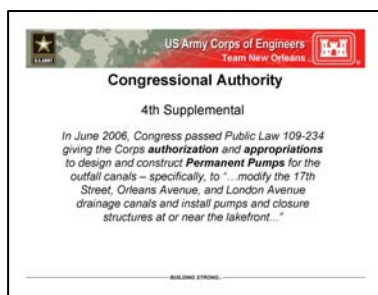 US Army Corps of Engineers
Team New Orleans
U.S. ARMY
Congressional Authority
4th Supplemental
In June 2006, Congress passed Public Law 109-234
giving the Corps authorization and appropriations
to design and construct Permanent Pumps for the
outfall canals – specifically, to “…modify the 17th
Street, Orleans Avenue, and London Avenue
drainage canals and install pumps and closure
structures at or near the lakefront...”
BUILDING STRONG®